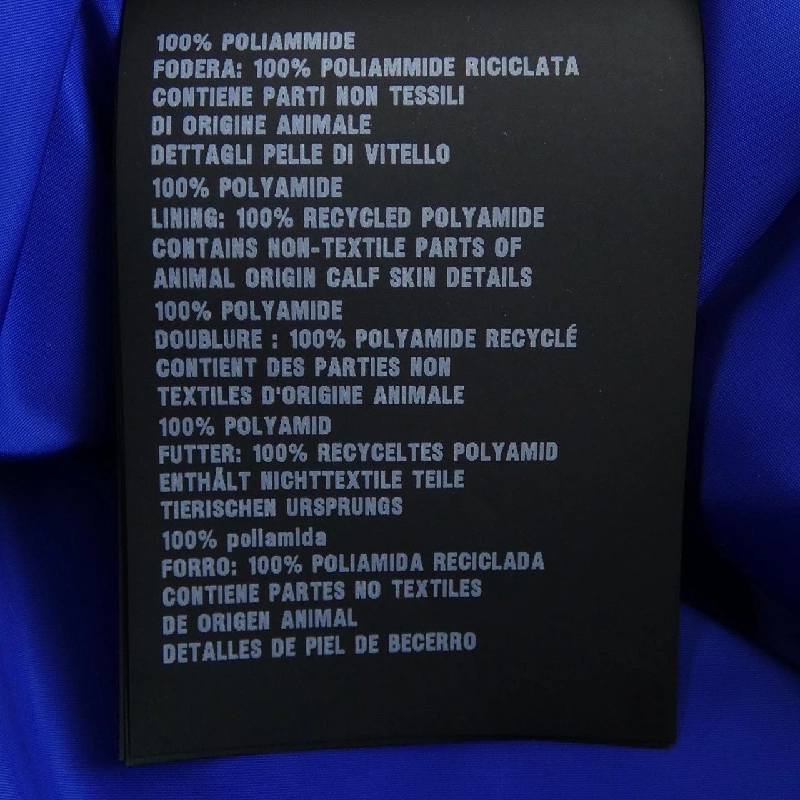 100% POLIAMMIDE
FODERA: 100% POLIAMMIDE RICICLATA
CONTIENE PARTI NON TESSILI
DI ORIGINE ANIMALE
DETTAGLI PELLE DI VITELLO
100% POLYAMIDE
LINING: 100% RECYCLED POLYAMIDE
CONTAINS NON-TEXTILE PARTS OF
ANIMAL ORIGIN CALF SKIN DETAILS
100% POLYAMIDE
DOUBLURE : 100% POLYAMIDE RECYCLÉ
CONTIENT DES PARTIES NON
TEXTILES D'ORIGINE ANIMALE
100% POLYAMID
FUTTER: 100% RECYCELTES POLYAMID
ENTHÅLT NICHTTEXTILE TEILE
TIERISCHEN URSPRUNGS
100% poliamida
FORRO: 100% POLIAMIDA RECICLADA
CONTIENE PARTES NO TEXTILES
DE ORIGEN ANIMAL
DETALLES DE PIEL DE BECERRO